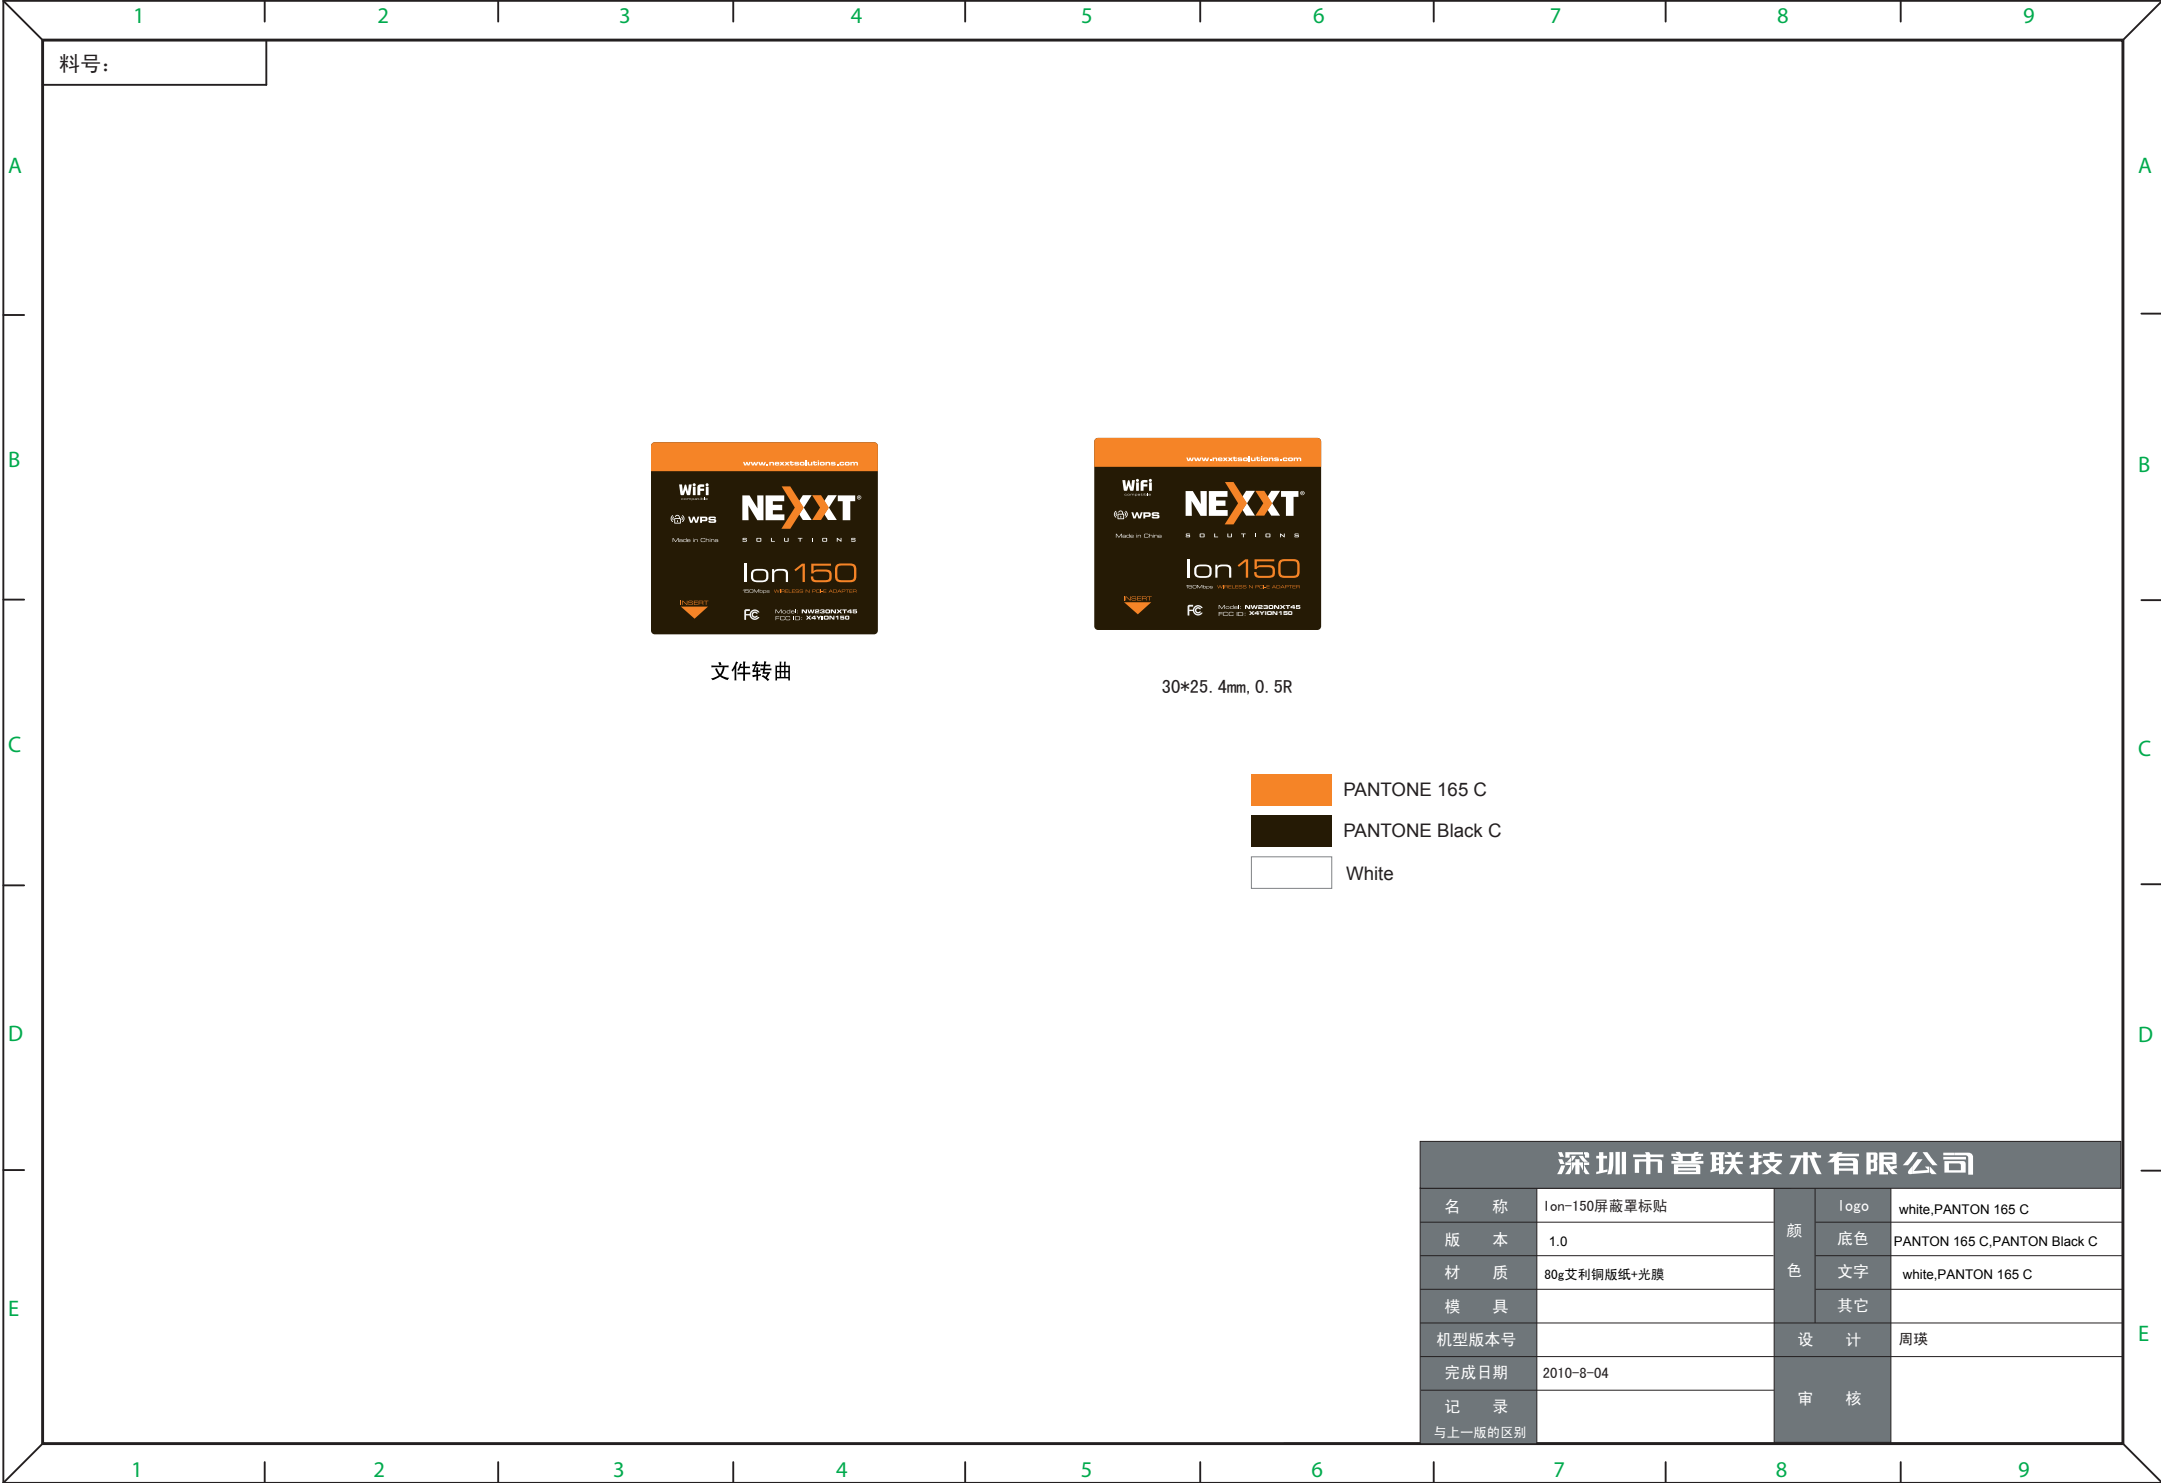 1 2 3 4 5 6 7 8 9
料号:
A A
B B
C C
D D
E E
www.nexxtsolutions.com
WiFi
compatible
WPS
NEXXT®
Made in China
SOLUTIONS
Ion150
150Mbps WIRELESS N PCI-E ADAPTER
INSERT
FC
Model: NW230NXT45
FCC ID: X4YION150
文件转曲
www.nexxtsolutions.com
WiFi
compatible
WPS
NEXXT®
Made in China
SOLUTIONS
Ion150
150Mbps WIRELESS N PCI-E ADAPTER
INSERT
FC
Model: NW230NXT45
FCC ID: X4YION150
30*25.4mm,0.5R
PANTONE 165 C
PANTONE Black C
White
深圳市普联技术有限公司
名 称 Ion-150屏蔽罩标贴
版 本 1.0
材 质 80g艾利铜版纸+光膜
模 具
机型版本号
完成日期 2010-8-04
记 录
与上一版的区别
颜色
logo white,PANTON 165 C
底色 PANTON 165 C,PANTON Black C
文字 white,PANTON 165 C
其它
设 计 周瑛
审 核
1 2 3 4 5 6 7 8 9